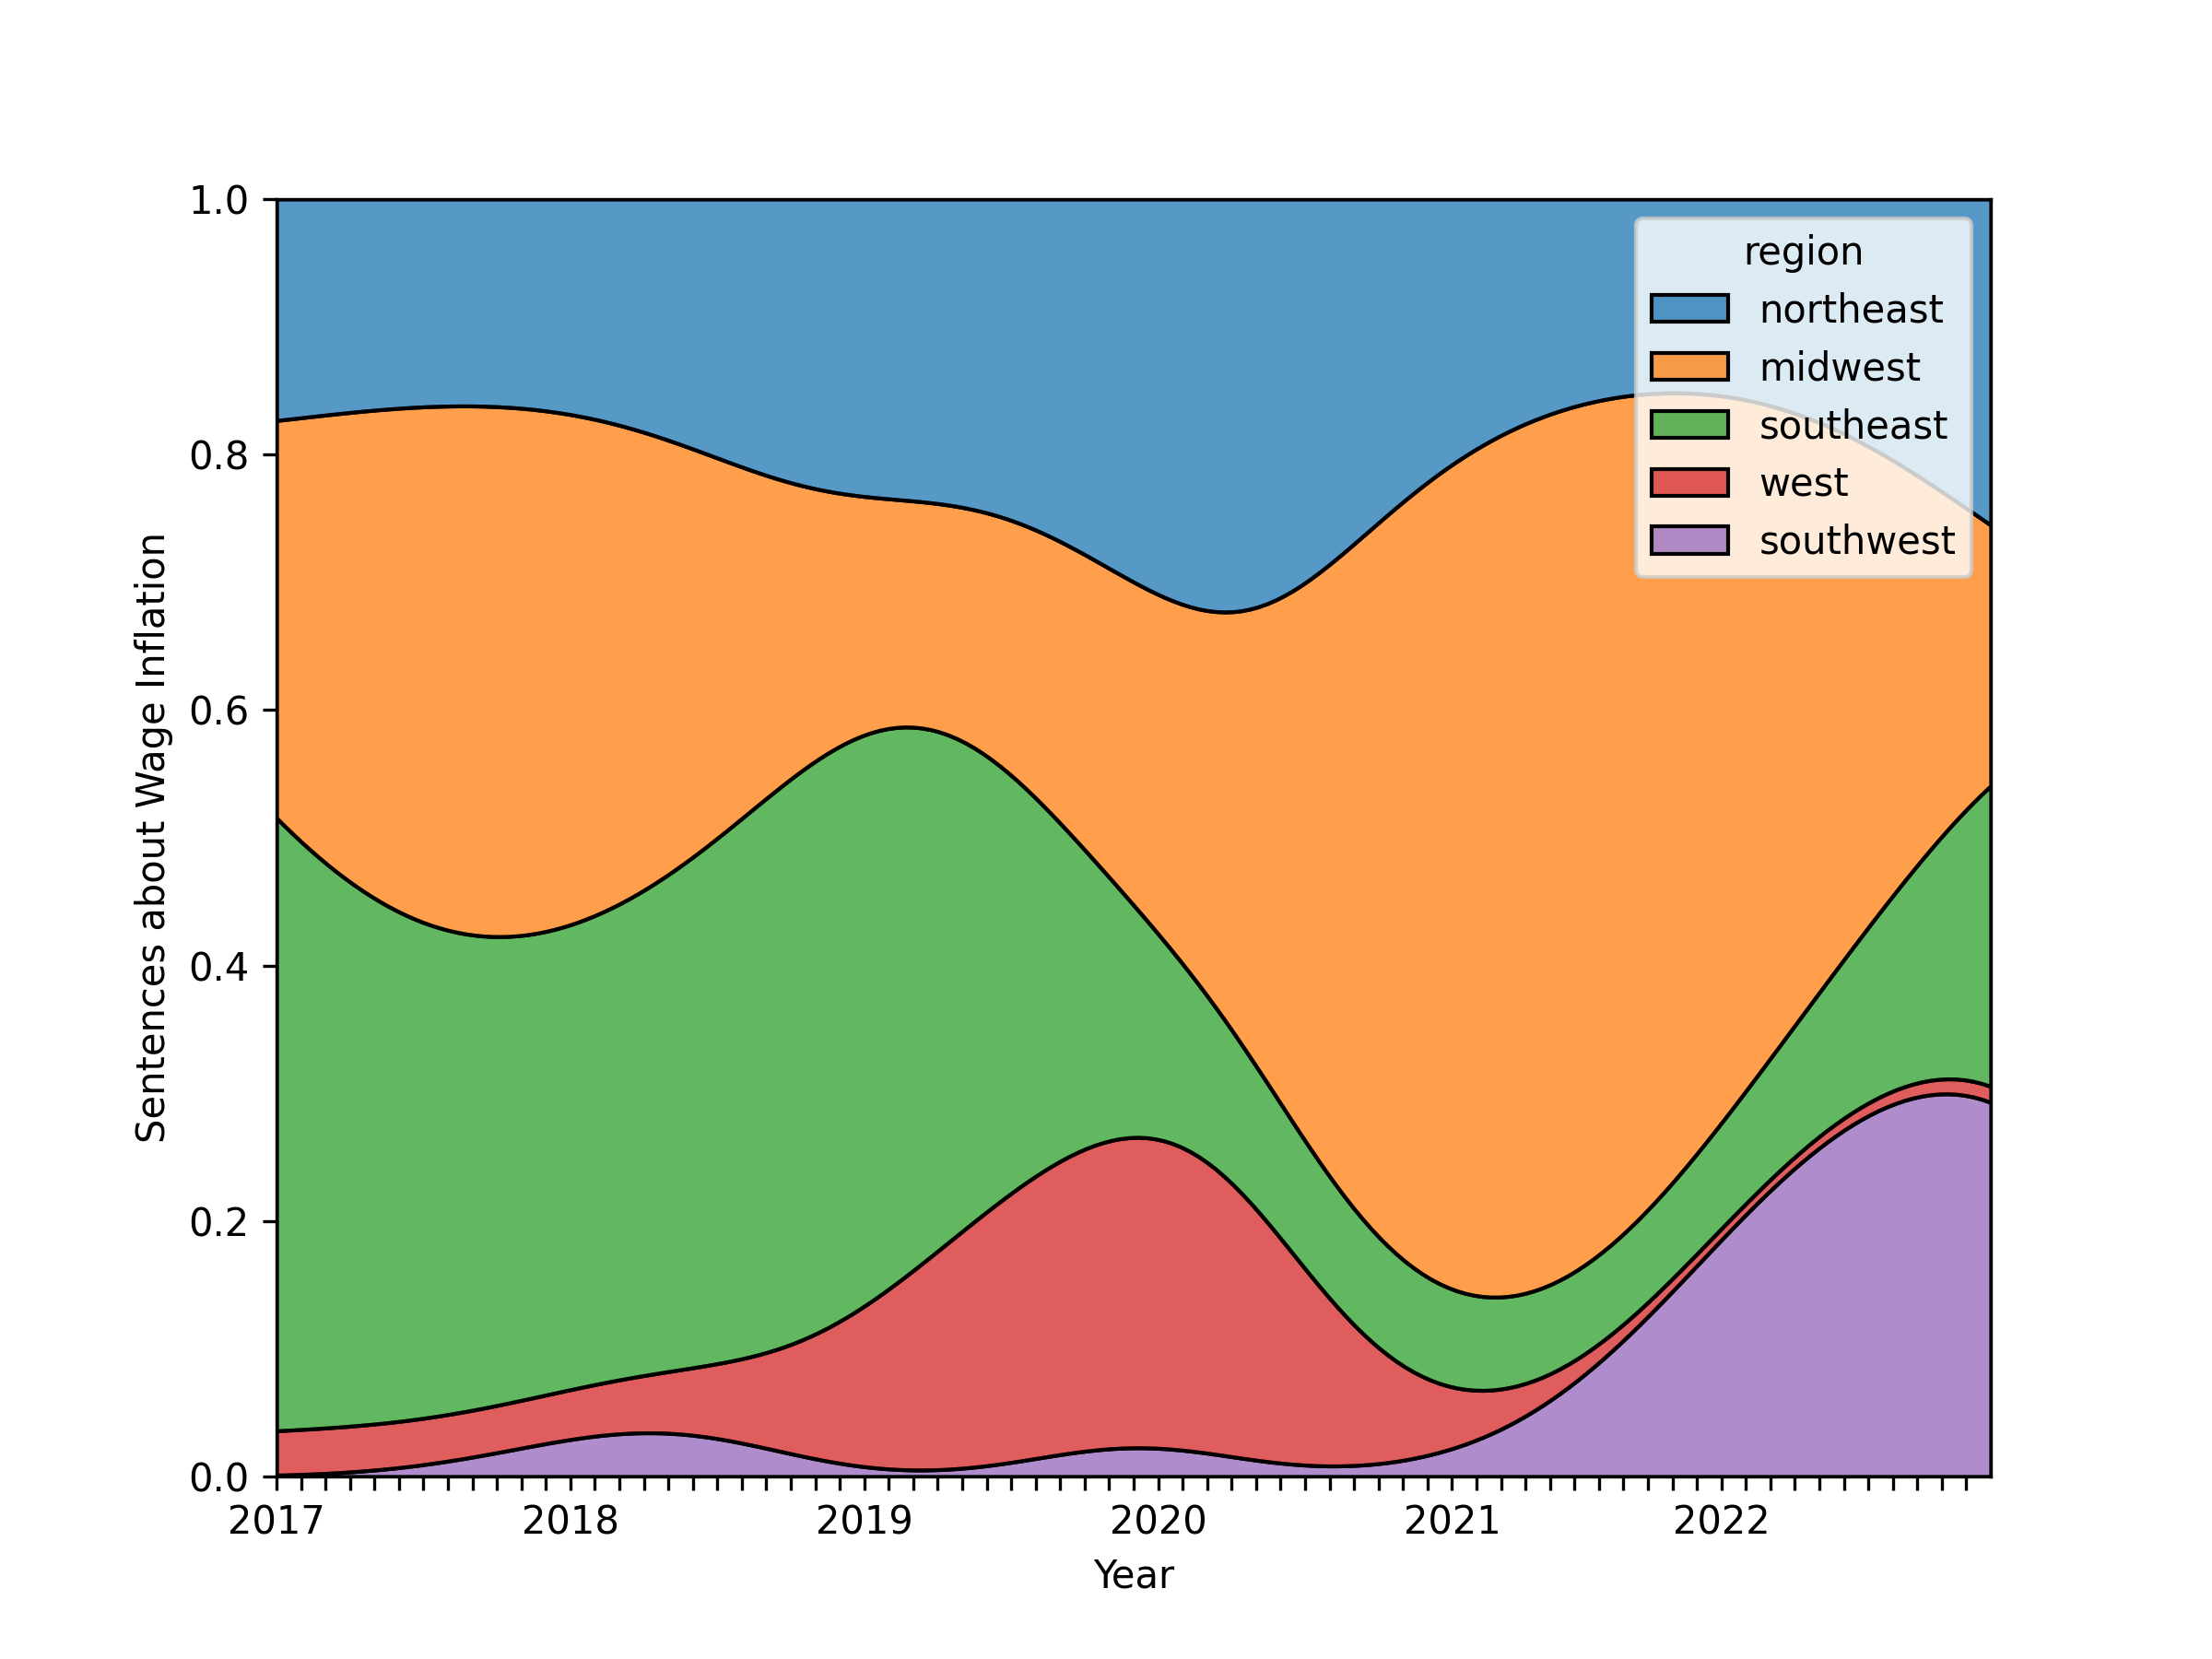 1.0
0.8
0.6
0.4
0.2
0.0
Sentences about Wage Inflation
region
northeast
midwest
southeast
west
southwest
2017 2018 2019 2020 2021 2022
Year